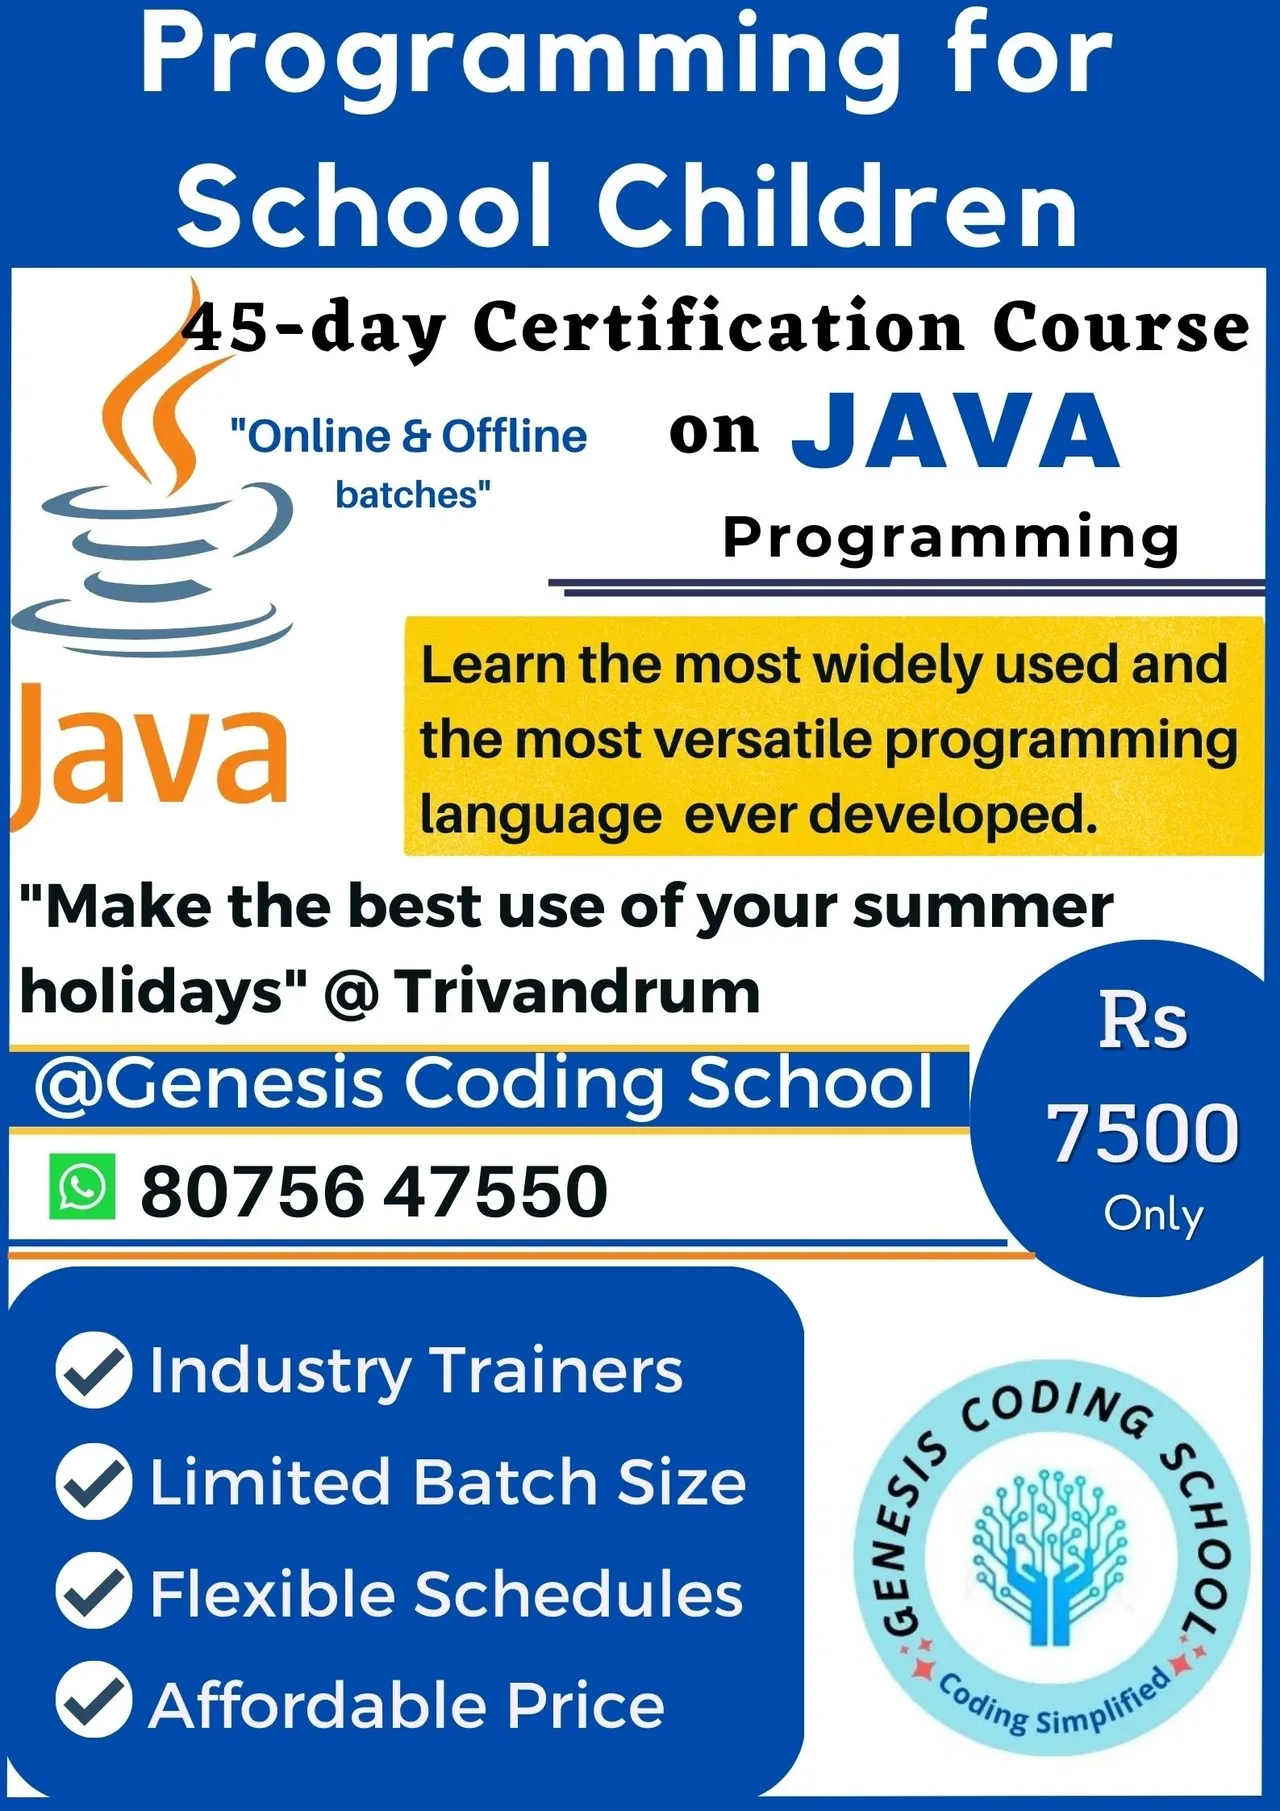 Programming for
School Children
45-day Certification Course
"Online & Offline
batches"
on JAVA
Programming
Java
Learn the most widely used and
the most versatile programming
language ever developed.
"Make the best use of your summer
holidays" @ Trivandrum
@Genesis Coding School
80756 47550
Rs
7500
Only
Industry Trainers
Limited Batch Size
Flexible Schedules
Affordable Price
GENESIS CODING SCHOOL
Coding Simplified